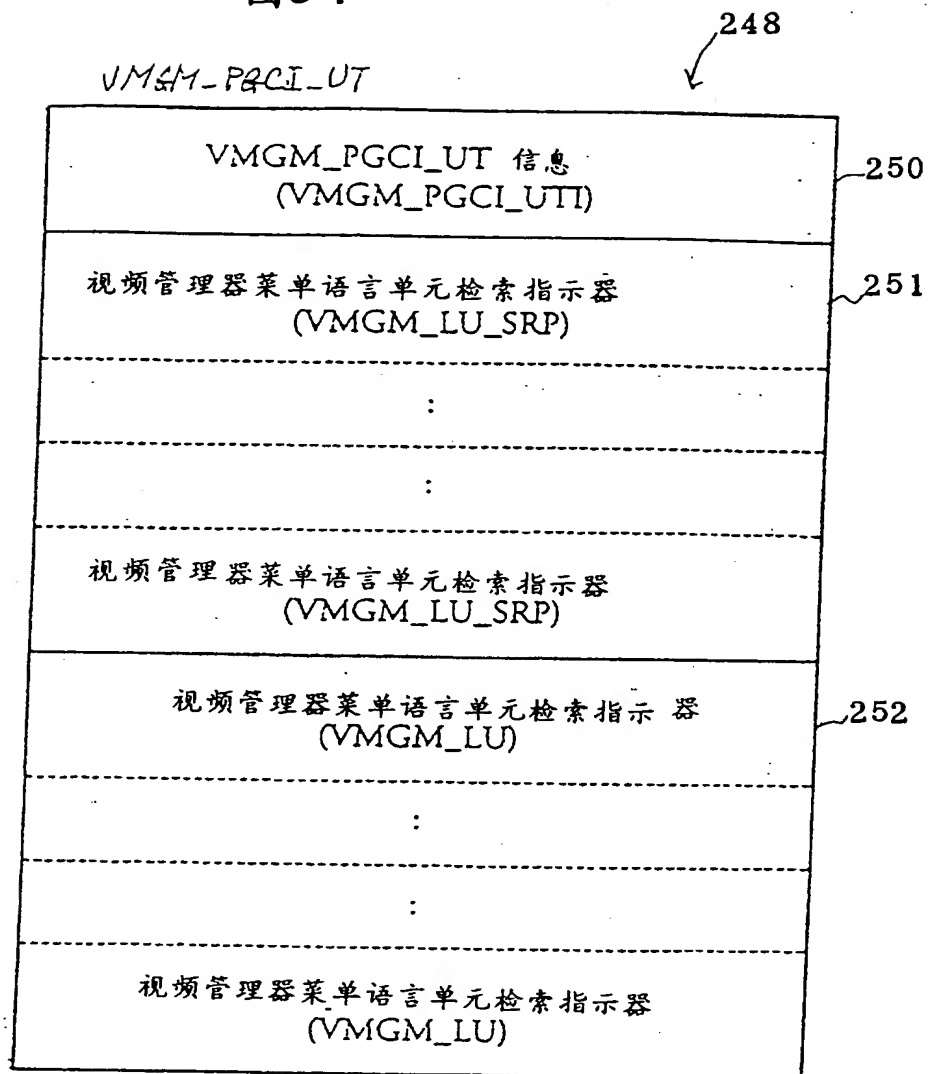 248
VMGM_PGCI_UT
VMGM_PGCI_UT 信息
(VMGM_PGCI_UTI)
250
视频管理器菜单语言单元检索指示器
(VMGM_LU_SRP)
251
:
:
视频管理器菜单语言单元检索指示器
(VMGM_LU_SRP)
视频管理器菜单语言单元检索指示 器
(VMGM_LU)
252
:
:
视频管理器菜单语言单元检索指示器
(VMGM_LU)